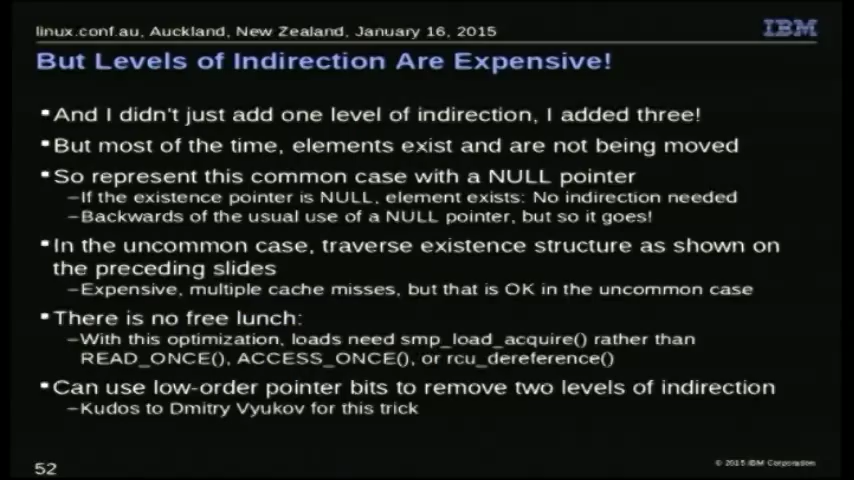 linux.conf.au, Auckland, New Zealand, January 16, 2015
IBM
But Levels of Indirection Are Expensive!
▪And I didn't just add one level of indirection, I added three!
▪But most of the time, elements exist and are not being moved
▪So represent this common case with a NULL pointer
–If the existence pointer is NULL, element exists: No indirection needed
–Backwards of the usual use of a NULL pointer, but so it goes!
▪In the uncommon case, traverse existence structure as shown on
the preceding slides
–Expensive, multiple cache misses, but that is OK in the uncommon case
▪There is no free lunch:
–With this optimization, loads need smp_load_acquire() rather than
READ_ONCE(), ACCESS_ONCE(), or rcu_dereference()
▪Can use low-order pointer bits to remove two levels of indirection
–Kudos to Dmitry Vyukov for this trick
52
© 2015 IBM Corporation